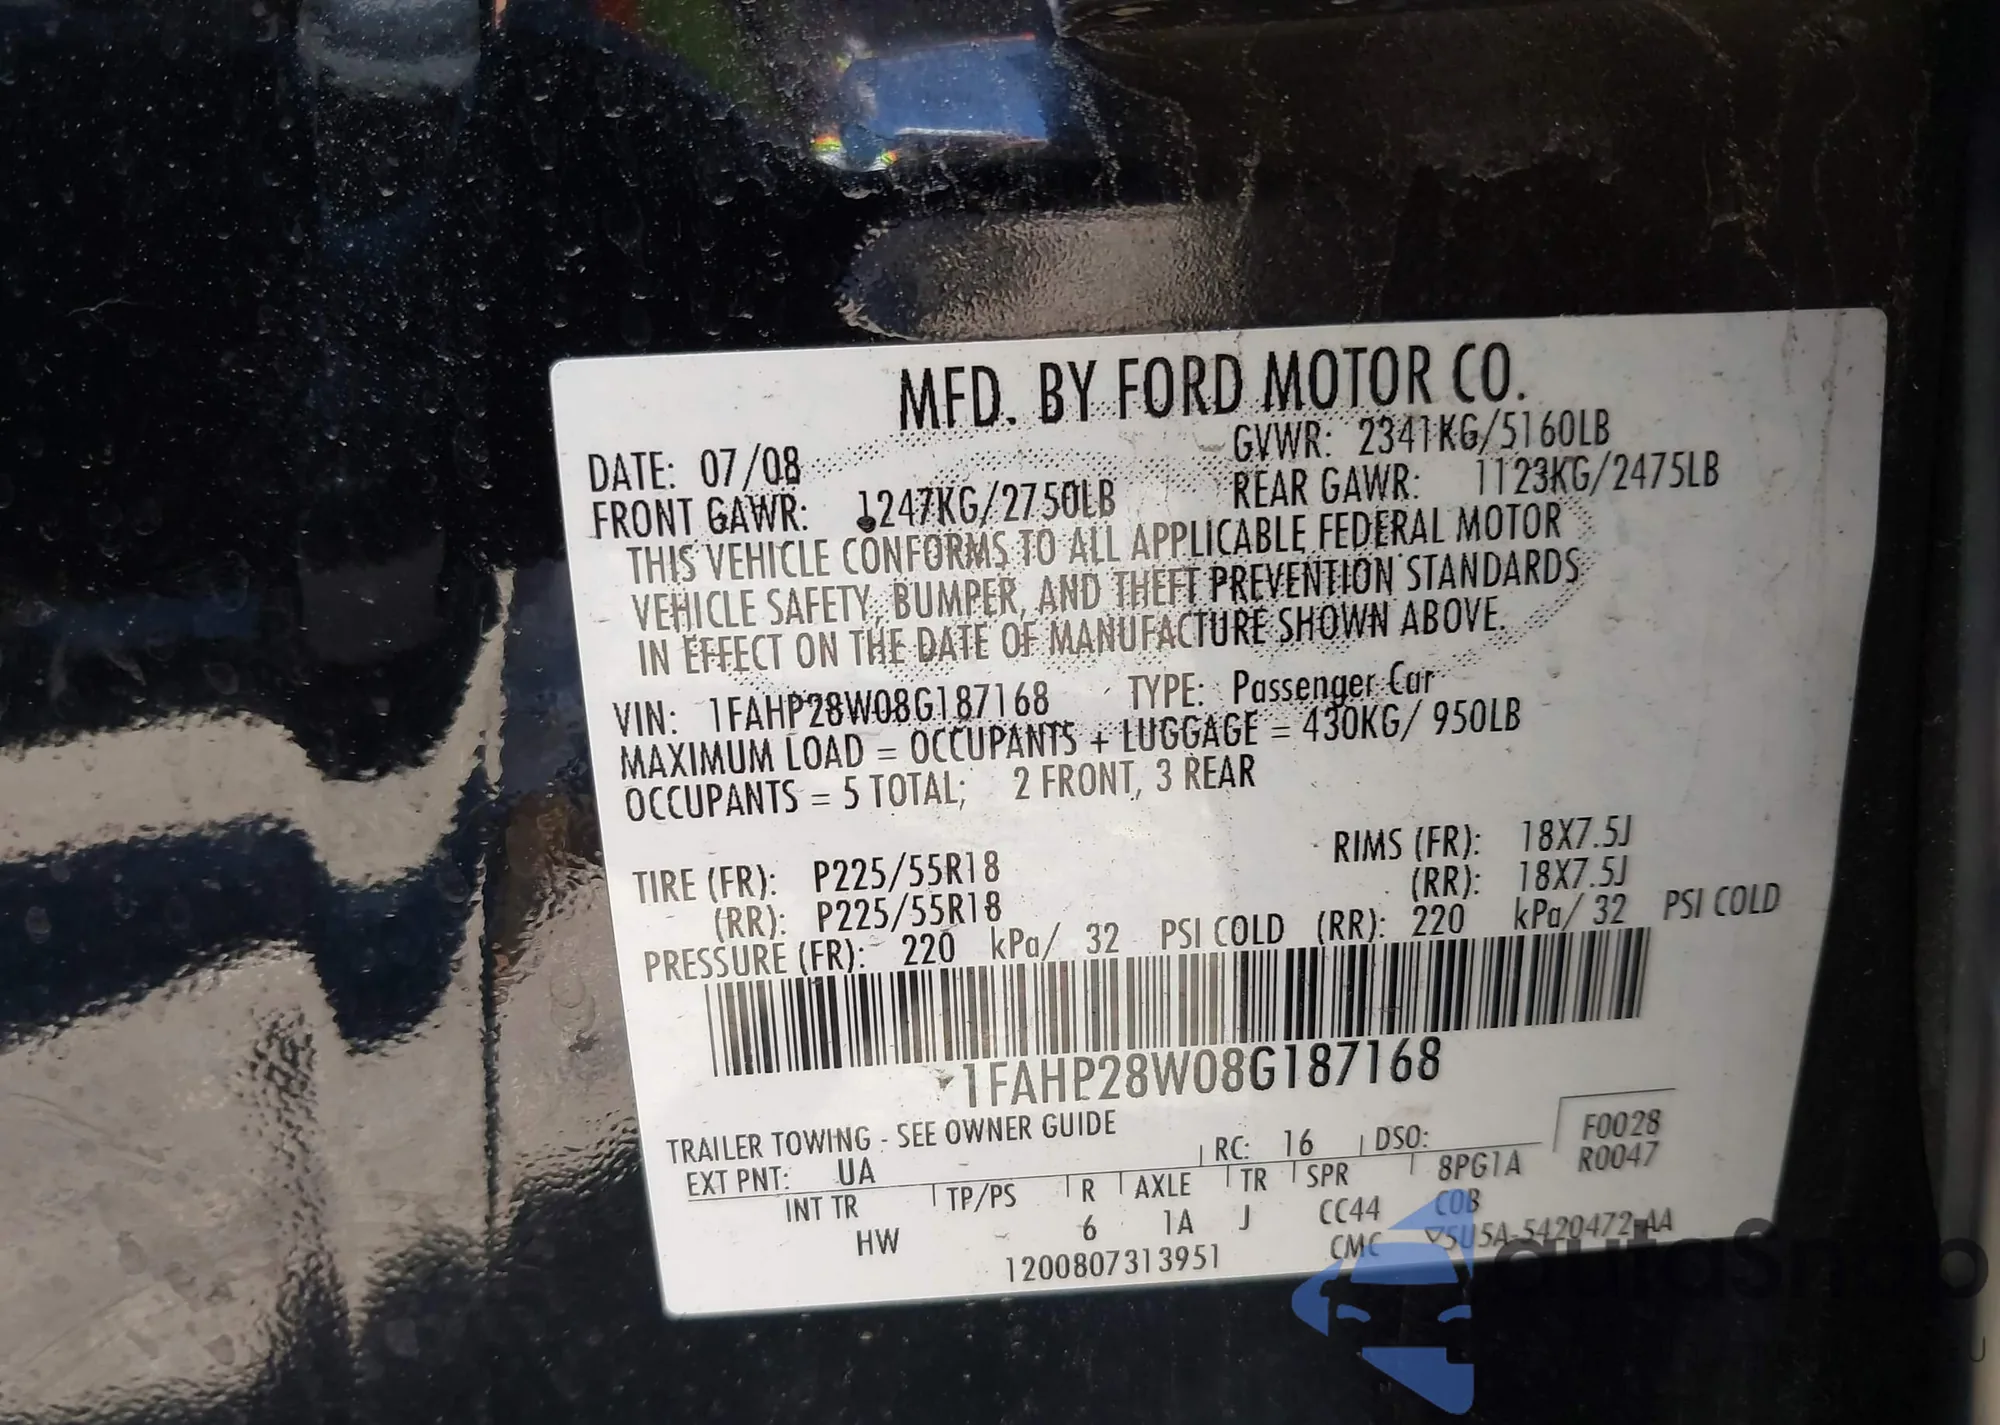 MFD. BY FORD MOTOR CO.
DATE: 07/08 GVWR: 2341KG/5160LB
FRONT GAWR: 1247KG/2750LB REAR GAWR: 1123KG/2475LB
THIS VEHICLE CONFORMS TO ALL APPLICABLE FEDERAL MOTOR
VEHICLE SAFETY, BUMPER, AND THEFT PREVENTION STANDARDS
IN EFFECT ON THE DATE OF MANUFACTURE SHOWN ABOVE.
VIN: 1FAHP28W08G187168 TYPE: Passenger Car
MAXIMUM LOAD = OCCUPANTS + LUGGAGE = 430KG/ 950LB
OCCUPANTS = 5 TOTAL; 2 FRONT, 3 REAR
TIRE (FR): P225/55R18 RIMS (FR): 18X7.5J
(RR): P225/55R18 (RR): 18X7.5J
PRESSURE (FR): 220 kPa/ 32 PSI COLD (RR): 220 kPa/ 32 PSI COLD
1FAHP28W08G187168
TRAILER TOWING - SEE OWNER GUIDE
EXT PNT: UA RC: 16 DSO: F0028
INT TR TP/PS R AXLE TR SPR 8PG1A R0047
HW 6 1A J CC44 COB
1200807313951 CMC 5U5A-5420472-AA